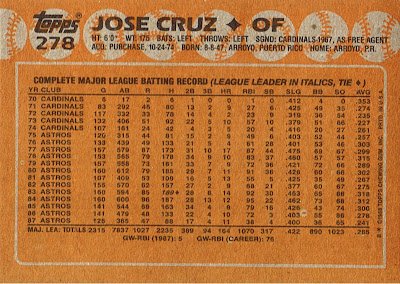 Topps
278
JOSE CRUZ ♦ OF
HT: 6'0" WT: 175 BATS: LEFT THROWS: LEFT SGND: CARDINALS-1967, AS FREE AGENT
ACQ: PURCHASE, 10-24-74 BORN: 8-8-47, ARROYO, PUERTO RICO HOME: ARROYO, P.R.
COMPLETE MAJOR LEAGUE BATTING RECORD (LEAGUE LEADER IN ITALICS, TIE ♦)
YR CLUB G AB R H 2B 3B HR RBI SB SLG BB SO AVG
70 CARDINALS 6 17 2 6 1 0 0 1 0 .412 4 0 .353
71 CARDINALS 83 292 46 80 13 2 9 27 6 .425 49 35 .274
72 CARDINALS 117 332 33 78 14 4 2 23 9 .319 36 54 .235
73 CARDINALS 132 406 51 92 22 5 10 57 10 .379 51 66 .227
74 CARDINALS 107 161 24 42 4 3 5 20 4 .416 20 27 .261
75 ASTROS 120 315 44 81 15 2 9 49 6 .403 52 44 .257
76 ASTROS 133 439 49 133 21 5 4 61 28 .401 53 46 .303
77 ASTROS 157 579 87 173 31 10 17 87 44 .475 69 67 .299
78 ASTROS 153 565 79 178 34 9 10 83 37 .460 57 57 .315
79 ASTROS 157 558 73 161 33 7 9 72 36 .421 72 66 .289
80 ASTROS 160 612 79 185 29 7 11 91 36 .426 60 66 .302
81 ASTROS 107 409 53 109 16 5 13 55 5 .425 35 49 .267
82 ASTROS 155 570 62 157 27 2 9 68 21 .377 60 67 .275
83 ASTROS 160 594 85 189♦ 28 8 14 92 30 .463 65 86 .318
84 ASTROS 160 600 96 187 28 13 12 95 22 .462 73 68 .312
85 ASTROS 141 544 69 163 34 4 9 79 16 .426 43 74 .300
86 ASTROS 141 479 48 133 22 4 10 72 3 .403 55 86 .278
87 ASTROS 126 365 47 88 17 4 11 38 4 .400 36 65 .241
MAJ. LEA. TOTALS 2315 7837 1027 2235 389 94 164 1070 317 .422 890 1023 .285
GW-RBI (1987): 5 GW-RBI (CAREER): 76